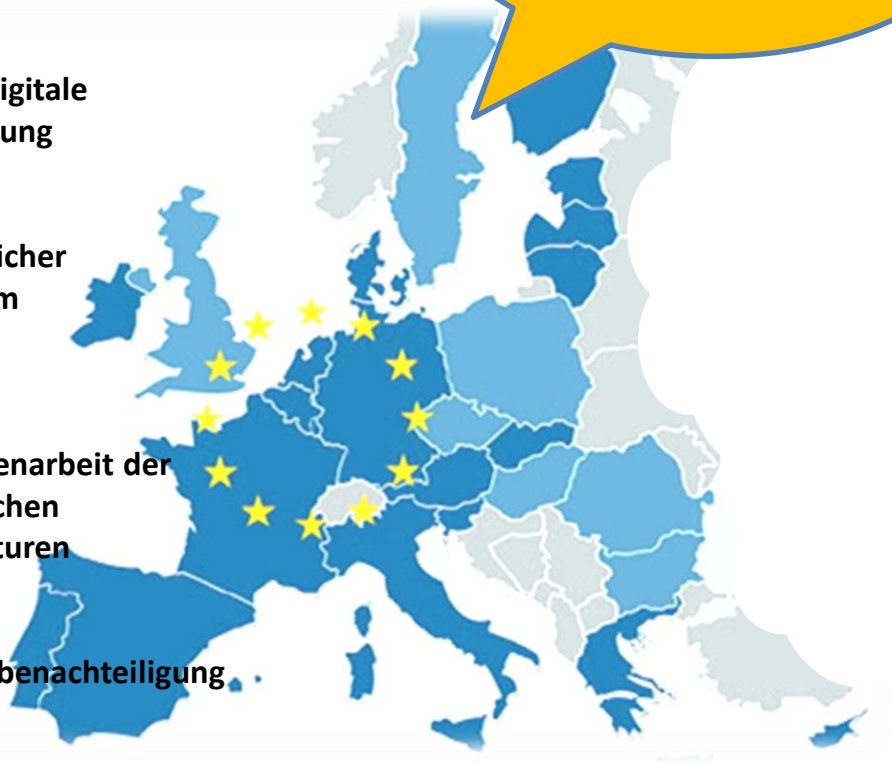 igitale
ung
icher
m
enarbeit der
chen
turen
benachteiligung